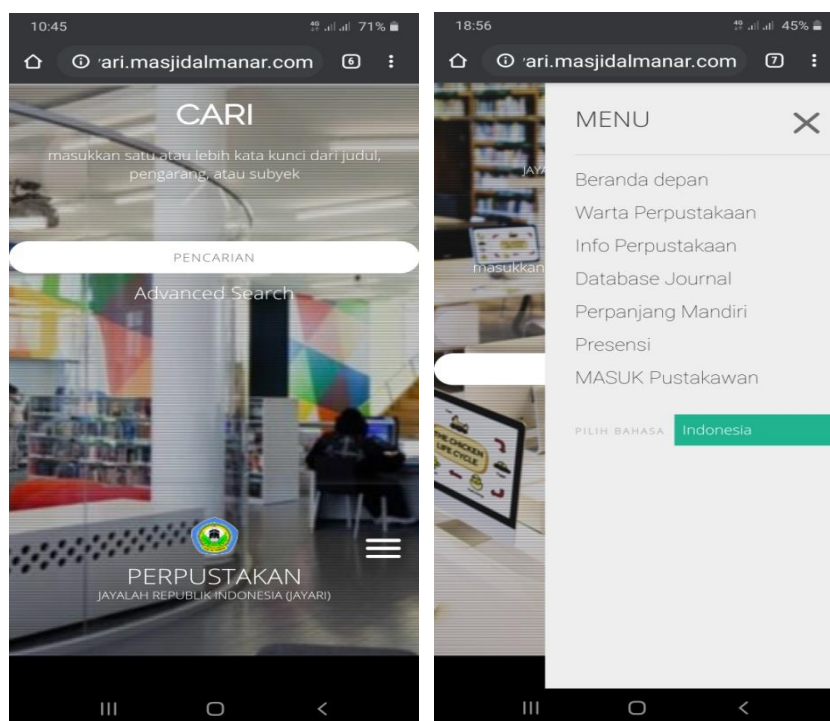 10:45
71%
ari.masjidalmanar.com
6
CARI
masukkan satu atau lebih kata kunci dari judul,
pengarang, atau subyek
PENCARIAN
Advanced Search
PERPUSTAKAN
JAYALAH REPUBLIK INDONESIA (JAYARI)
18:56
45%
ari.masjidalmanar.com
7
JAYA
masukkan
THE CHICKEN
LIFE CYCLE
MENU
Beranda depan
Warta Perpustakaan
Info Perpustakaan
Database Journal
Perpanjang Mandiri
Presensi
MASUK Pustakawan
PILIH BAHASA Indonesia